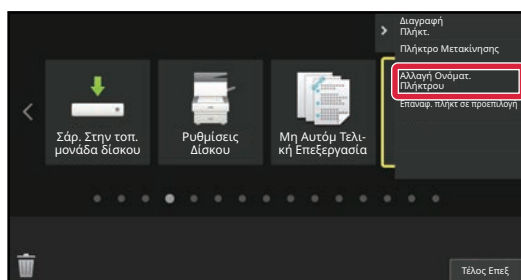 Διαγραφή
Πλήκτ.
Πλήκτρο Μετακίνησης
Αλλαγή Ονόματ.
Πλήκτρου
Επαναφ. πλήκτ σε προεπιλογή
Σάρ. Στην τοπ.
μονάδα δίσκου
Ρυθμίσεις
Δίσκου
Μη Αυτόμ Τελι-
κή Επεξεργασία
Τέλος Επεξ